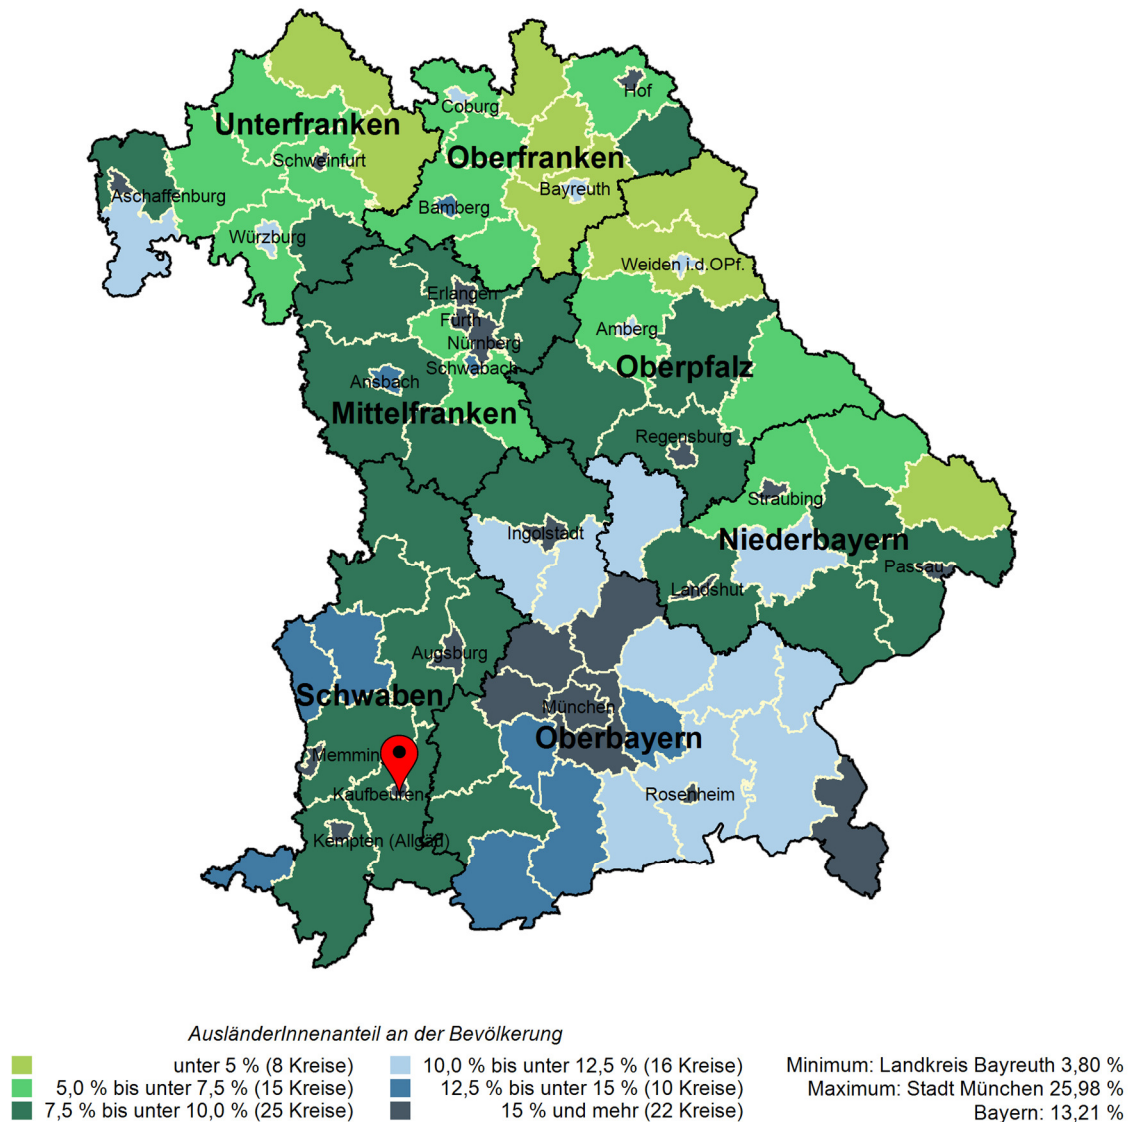 Coburg
Hof
Unterfranken
Schweinfurt
Oberfranken
Bayreuth
Aschaffenburg
Bamberg
Würzburg
Weiden i.d.OPf.
Erlangen
Fürth
Nürnberg
Amberg
Schwabach
Oberpfalz
Ansbach
Mittelfranken
Regensburg
Straubing
Ingolstadt
Niederbayern
Passau
Landshut
Augsburg
Schwaben
München
Oberbayern
Memmin
Kaufbeuren
Rosenheim
Kempten (Allgäu)
AusländerInnenanteil an der Bevölkerung
unter 5 % (8 Kreise)
5,0 % bis unter 7,5 % (15 Kreise)
7,5 % bis unter 10,0 % (25 Kreise)
10,0 % bis unter 12,5 % (16 Kreise)
12,5 % bis unter 15 % (10 Kreise)
15 % und mehr (22 Kreise)
Minimum: Landkreis Bayreuth 3,80 %
Maximum: Stadt München 25,98 %
Bayern: 13,21 %